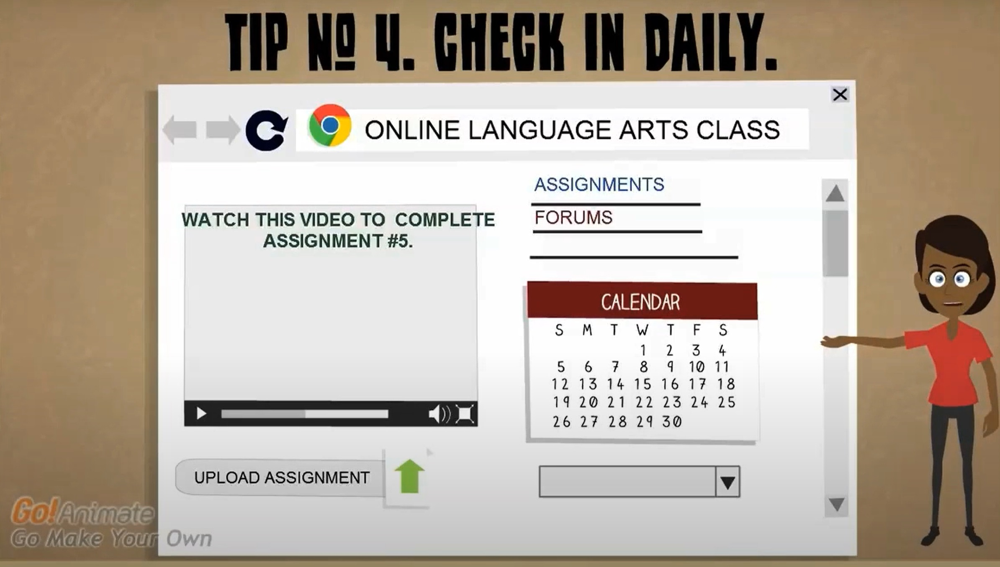 TIP Nº 4. CHECK IN DAILY.
ONLINE LANGUAGE ARTS CLASS
WATCH THIS VIDEO TO COMPLETE
ASSIGNMENT #5.
UPLOAD ASSIGNMENT
ASSIGNMENTS
FORUMS
CALENDAR
S M T W T F S
1 2 3 4
5 6 7 8 9 10 11
12 13 14 15 16 17 18
19 20 21 22 23 24 25
26 27 28 29 30
Go!Animate
Go Make Your Own